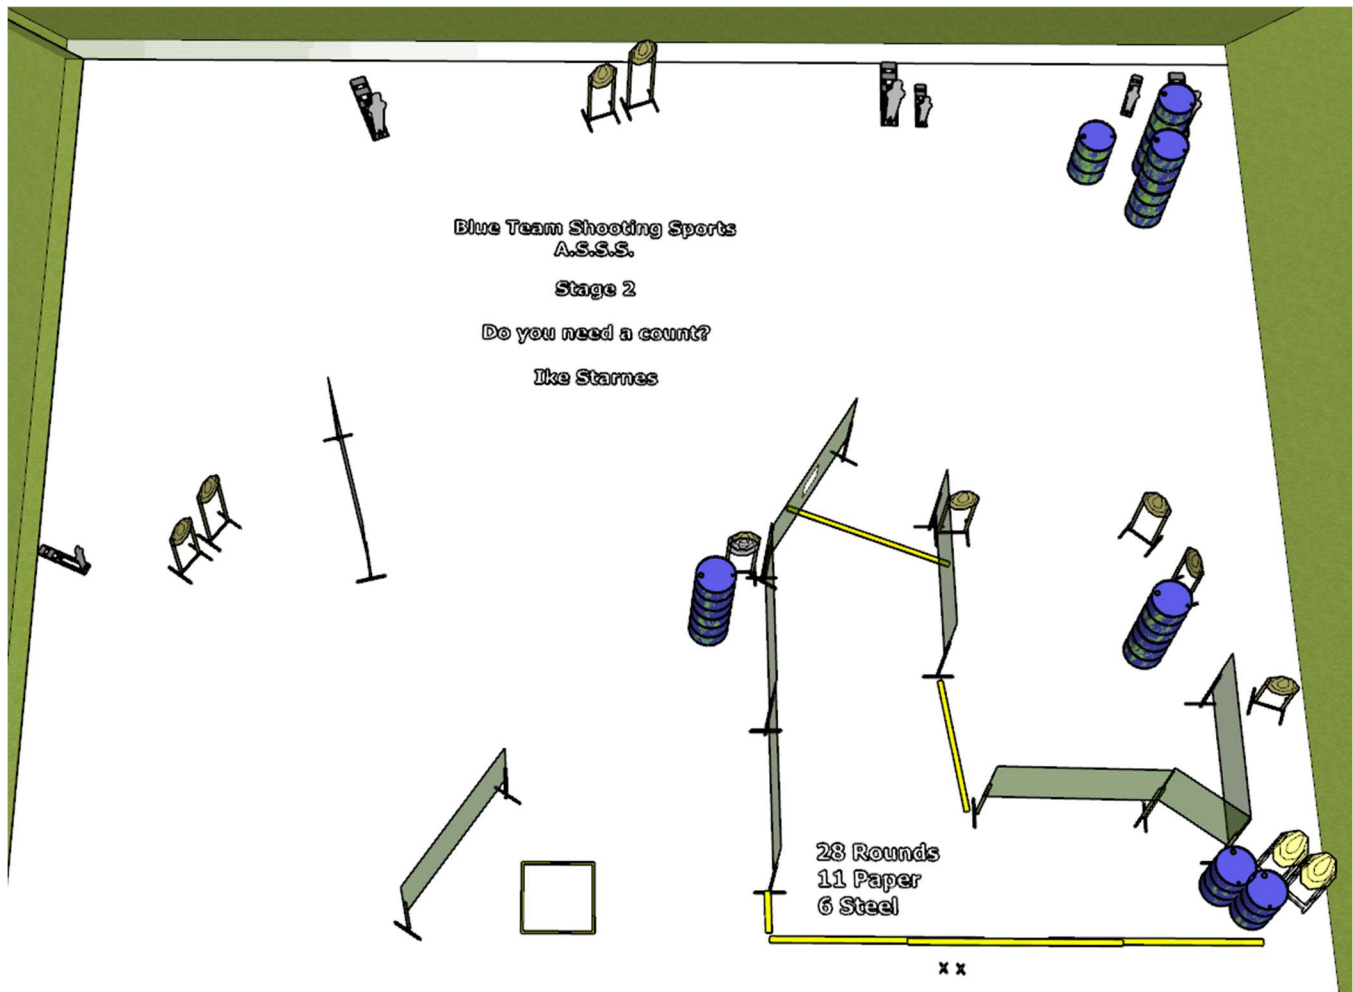 Blue Team Shooting Sports
A.S.S.S.
Stage 2
Do you need a count?
Ike Starnes
28 Rounds
11 Paper
6 Steel
x x